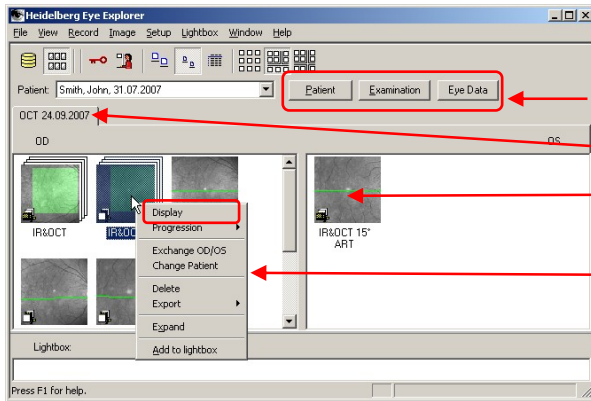 Heidelberg Eye Explorer
File View Record Image Setup Lightbox Window Help
Patient: Smith, John, 31.07.2007 Patient Examination Eye Data
OCT 24.09.2007
OD OS
IR&OCT IR&OC IR&OCT 15°
ART
Display
Progression
Exchange OD/OS
Change Patient
Delete
Export
Expand
Add to lightbox
Lightbox:
Press F1 for help.